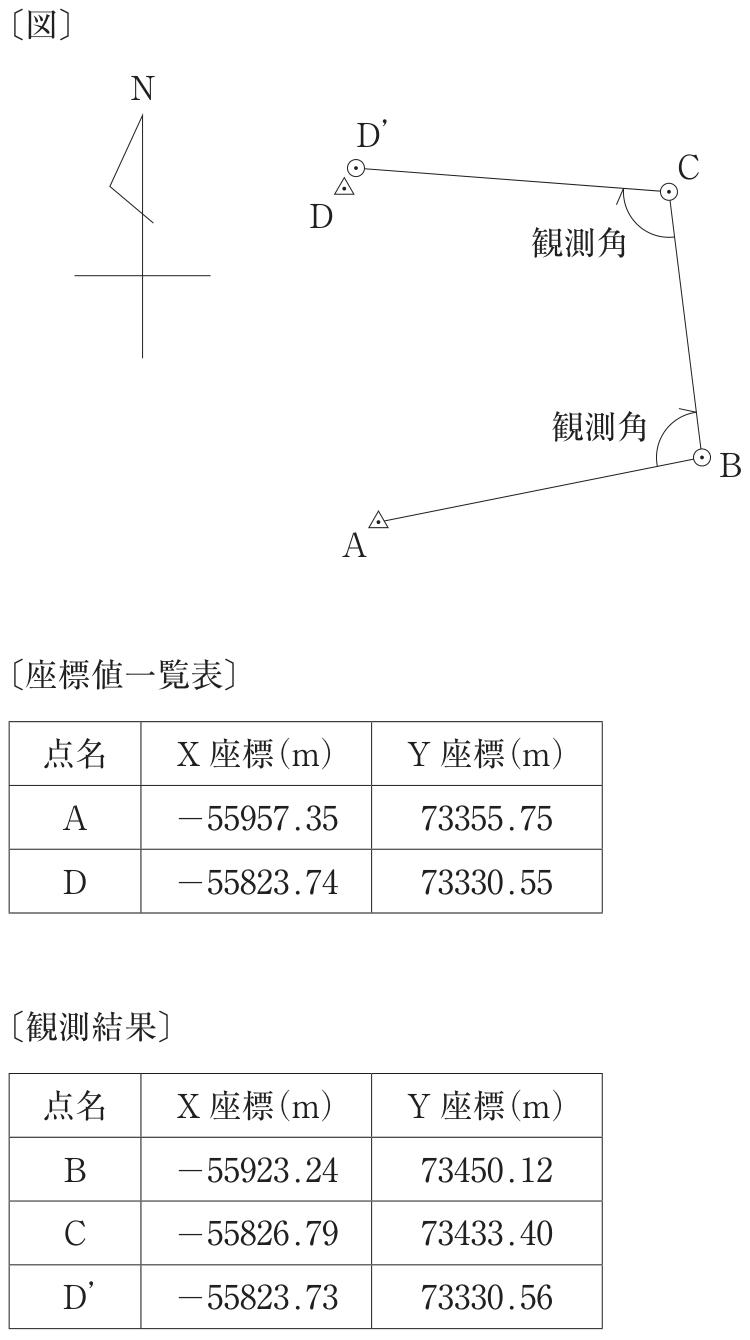 〔図〕
N
D’
C
D
観測角
観測角
B
A
〔座標値一覧表〕
点名 X 座標(m) Y 座標(m)
A −55957.35 73355.75
D −55823.74 73330.55
〔観測結果〕
点名 X 座標(m) Y 座標(m)
B −55923.24 73450.12
C −55826.79 73433.40
D’ −55823.73 73330.56